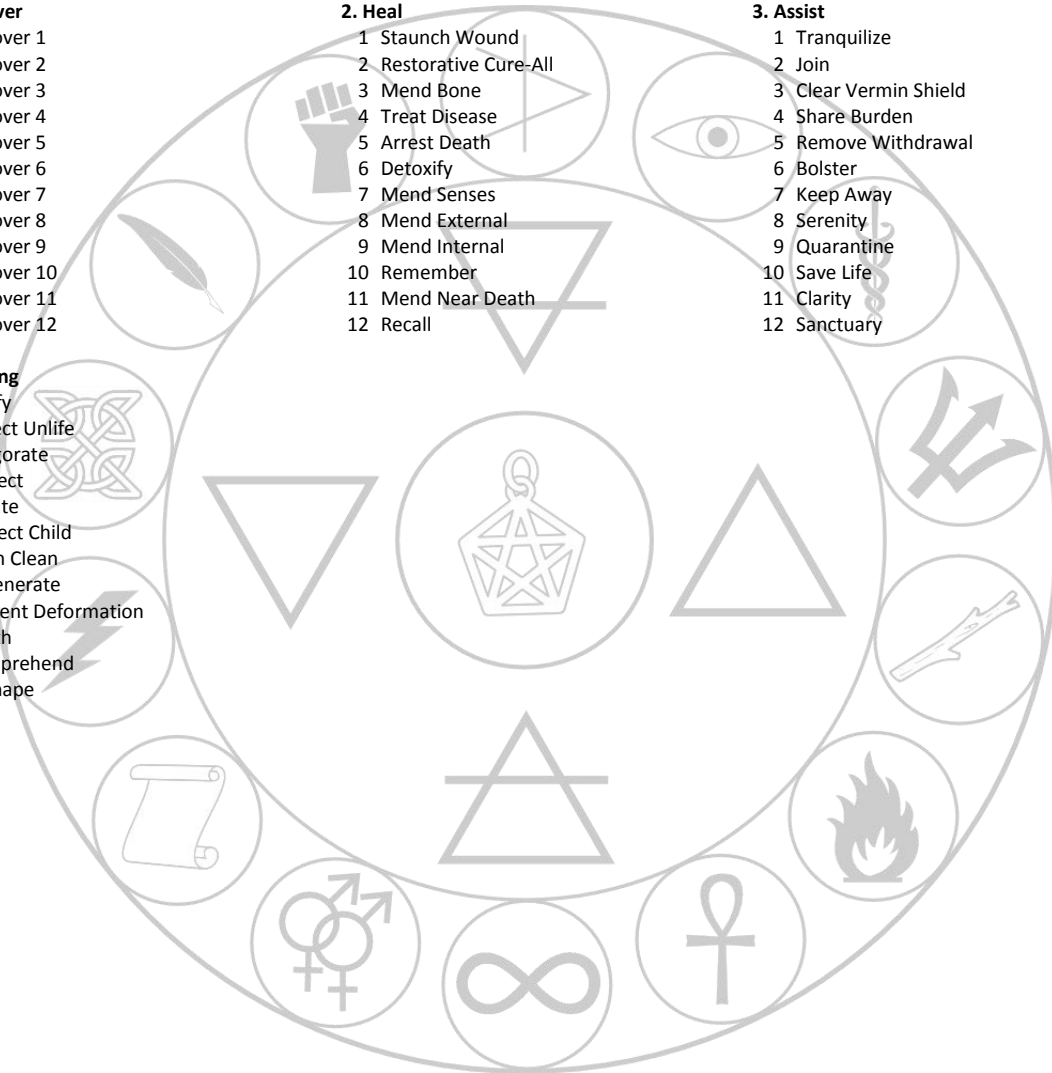 ver
over 1
over 2
over 3
over 4
over 5
over 6
over 7
over 8
over 9
over 10
over 11
over 12
ng
fy
ect Unlife
gorate
ect
te
ect Child
n Clean
enerate
ent Deformation
th
prehend
hape
2. Heal
1 Staunch Wound
2 Restorative Cure-All
3 Mend Bone
4 Treat Disease
5 Arrest Death
6 Detoxify
7 Mend Senses
8 Mend External
9 Mend Internal
10 Remember
11 Mend Near Death
12 Recall
3. Assist
1 Tranquilize
2 Join
3 Clear Vermin Shield
4 Share Burden
5 Remove Withdrawal
6 Bolster
7 Keep Away
8 Serenity
9 Quarantine
10 Save Life
11 Clarity
12 Sanctuary